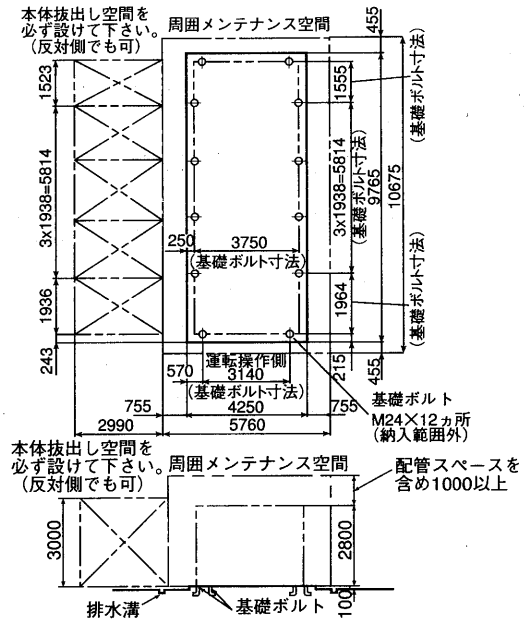 本体抜出し空間を
必ず設けて下さい。
(反対側でも可)
周囲メンテナンス空間
455
1523
1555
(基礎ボルト寸法)
3x1938=5814
3x1938=5814
(基礎ボルト寸法)
9765
10675
250
3750
(基礎ボルト寸法)
1936
1964
(基礎ボルト寸法)
243
運転操作側
215
455
570
3140
(基礎ボルト寸法)
基礎ボルト
M24×12ヵ所
(納入範囲外)
755
4250
755
2990
5760
本体抜出し空間を
必ず設けて下さい。
(反対側でも可)
周囲メンテナンス空間
配管スペースを
含め1000以上
3000
2800
100
排水溝
基礎ボルト